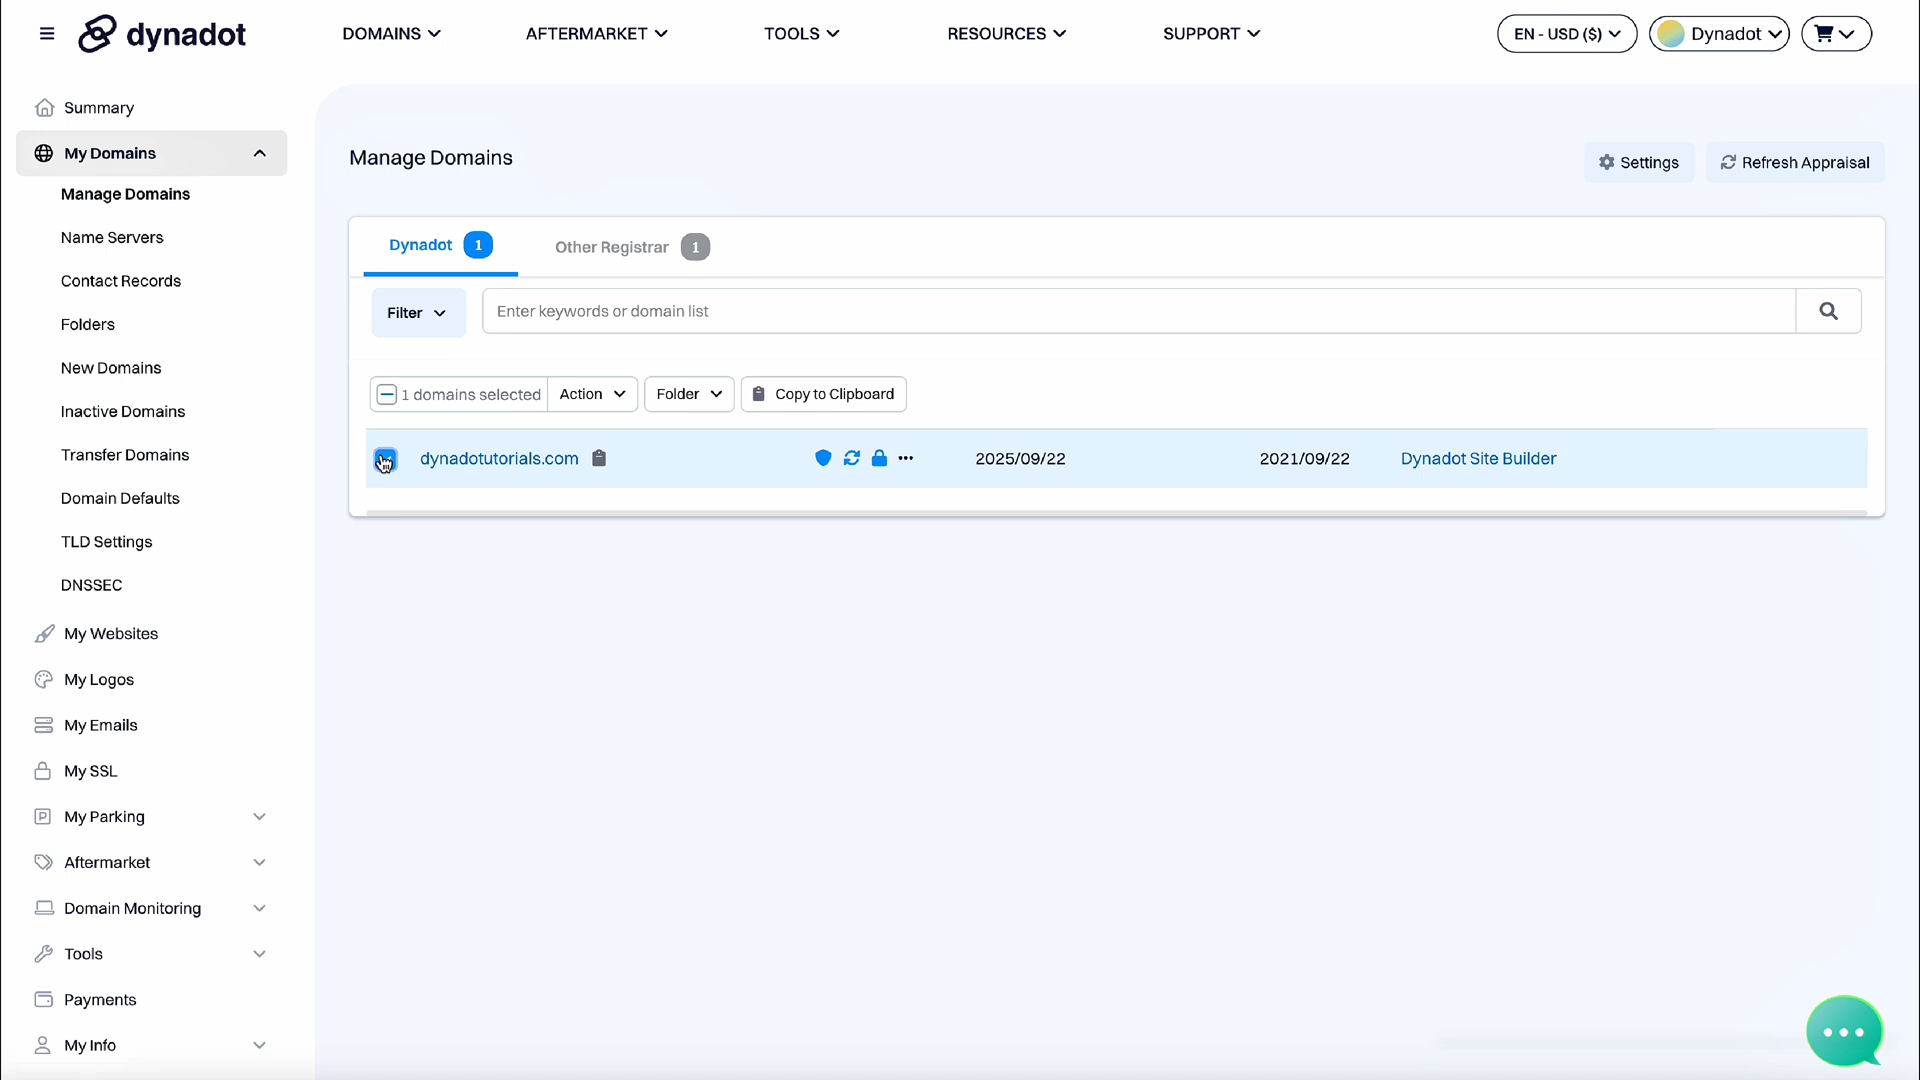 dynadot
DOMAINS
AFTERMARKET
TOOLS
RESOURCES
SUPPORT
EN - USD ($)
Dynadot
Summary
My Domains
Manage Domains
Name Servers
Contact Records
Folders
New Domains
Inactive Domains
Transfer Domains
Domain Defaults
TLD Settings
DNSSEC
My Websites
My Logos
My Emails
My SSL
My Parking
Aftermarket
Domain Monitoring
Tools
Payments
My Info
Manage Domains
Settings
Refresh Appraisal
Dynadot 1
Other Registrar 1
Filter
Enter keywords or domain list
1 domains selected
Action
Folder
Copy to Clipboard
dynadotutorials.com
2025/09/22
2021/09/22
Dynadot Site Builder